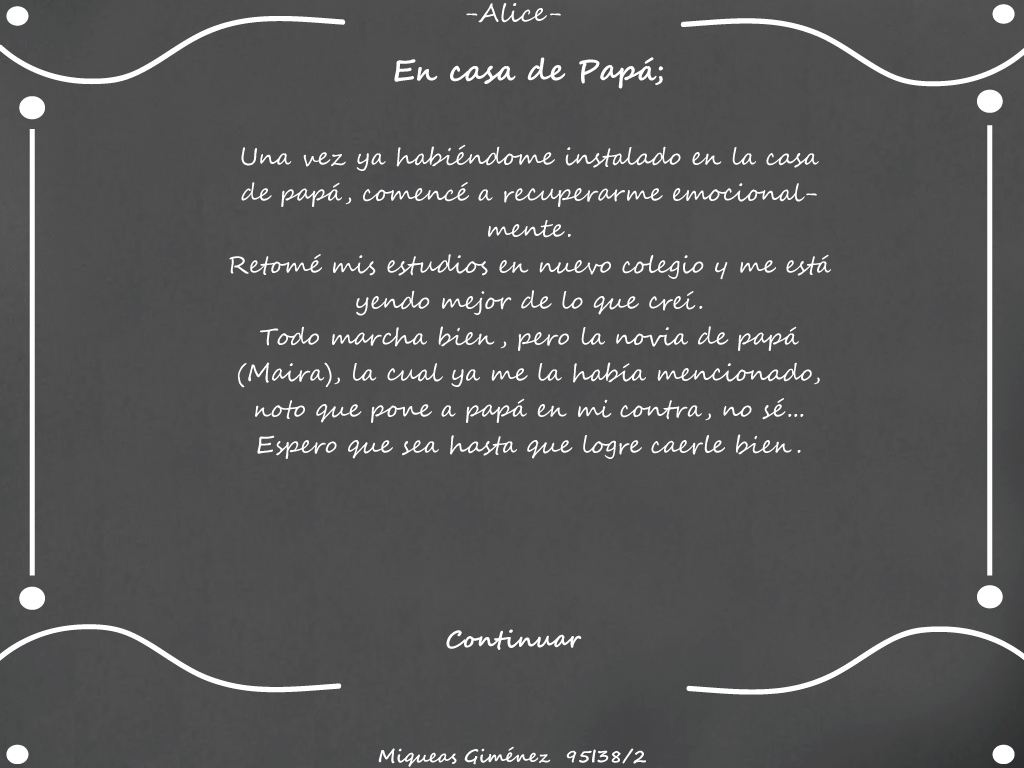 -Alice-
En casa de Papá;
Una vez ya habiéndome instalado en la casa
de papá, comencé a recuperarme emocional-
mente.
Retomé mis estudios en nuevo colegio y me está
yendo mejor de lo que creí.
Todo marcha bien, pero la novia de papá
(Maira), la cual ya me la había mencionado,
noto que pone a papá en mi contra, no sé...
Espero que sea hasta que logre caerle bien.
Continuar
Miqueas Giménez 95138/2